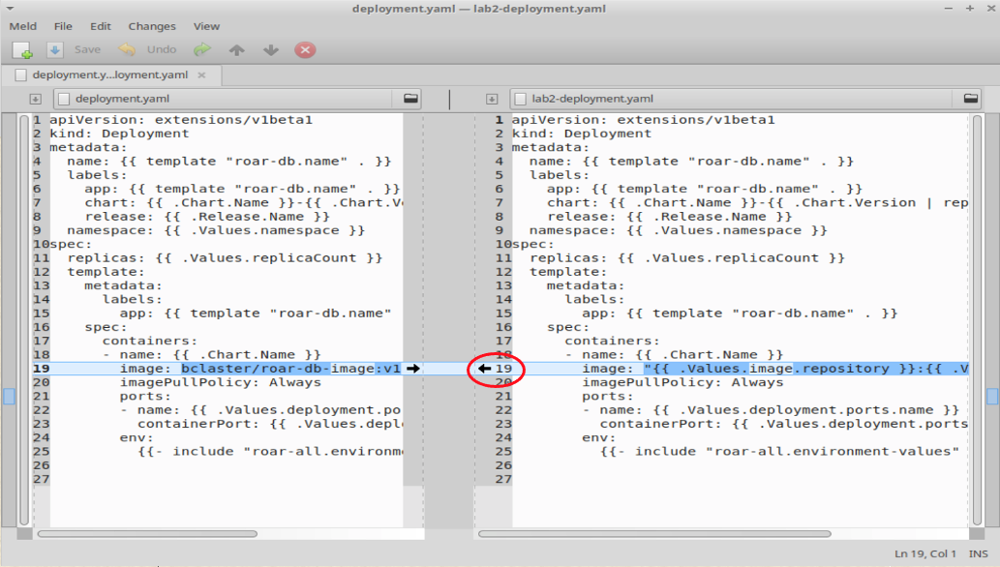 deployment.yaml — lab2-deployment.yaml
Meld File Edit Changes View
Save Undo
deployment.y...loyment.yaml
deployment.yaml
1 apiVersion: extensions/v1beta1
2 kind: Deployment
3 metadata:
4 name: {{ template "roar-db.name" . }}
5 labels:
6 app: {{ template "roar-db.name" . }}
7 chart: {{ .Chart.Name }}-{{ .Chart.Ve
8 release: {{ .Release.Name }}
9 namespace: {{ .Values.namespace }}
10 spec:
11 replicas: {{ .Values.replicaCount }}
12 template:
13 metadata:
14 labels:
15 app: {{ template "roar-db.name"
16 spec:
17 containers:
18 - name: {{ .Chart.Name }}
19 image: bclaster/roar-db-image:v1
20 imagePullPolicy: Always
21 ports:
22 - name: {{ .Values.deployment.po
23 containerPort: {{ .Values.depl
24 env:
25 {{- include "roar-all.environm
26
27
lab2-deployment.yaml
1 apiVersion: extensions/v1beta1
2 kind: Deployment
3 metadata:
4 name: {{ template "roar-db.name" . }}
5 labels:
6 app: {{ template "roar-db.name" . }}
7 chart: {{ .Chart.Name }}-{{ .Chart.Version | rep
8 release: {{ .Release.Name }}
9 namespace: {{ .Values.namespace }}
10 spec:
11 replicas: {{ .Values.replicaCount }}
12 template:
13 metadata:
14 labels:
15 app: {{ template "roar-db.name" . }}
16 spec:
17 containers:
18 - name: {{ .Chart.Name }}
19 image: "{{ .Values.image.repository }}:{{ .V
20 imagePullPolicy: Always
21 ports:
22 - name: {{ .Values.deployment.ports.name }}
23 containerPort: {{ .Values.deployment.ports
24 env:
25 {{- include "roar-all.environment-values"
26
27
Ln 19, Col 1 INS